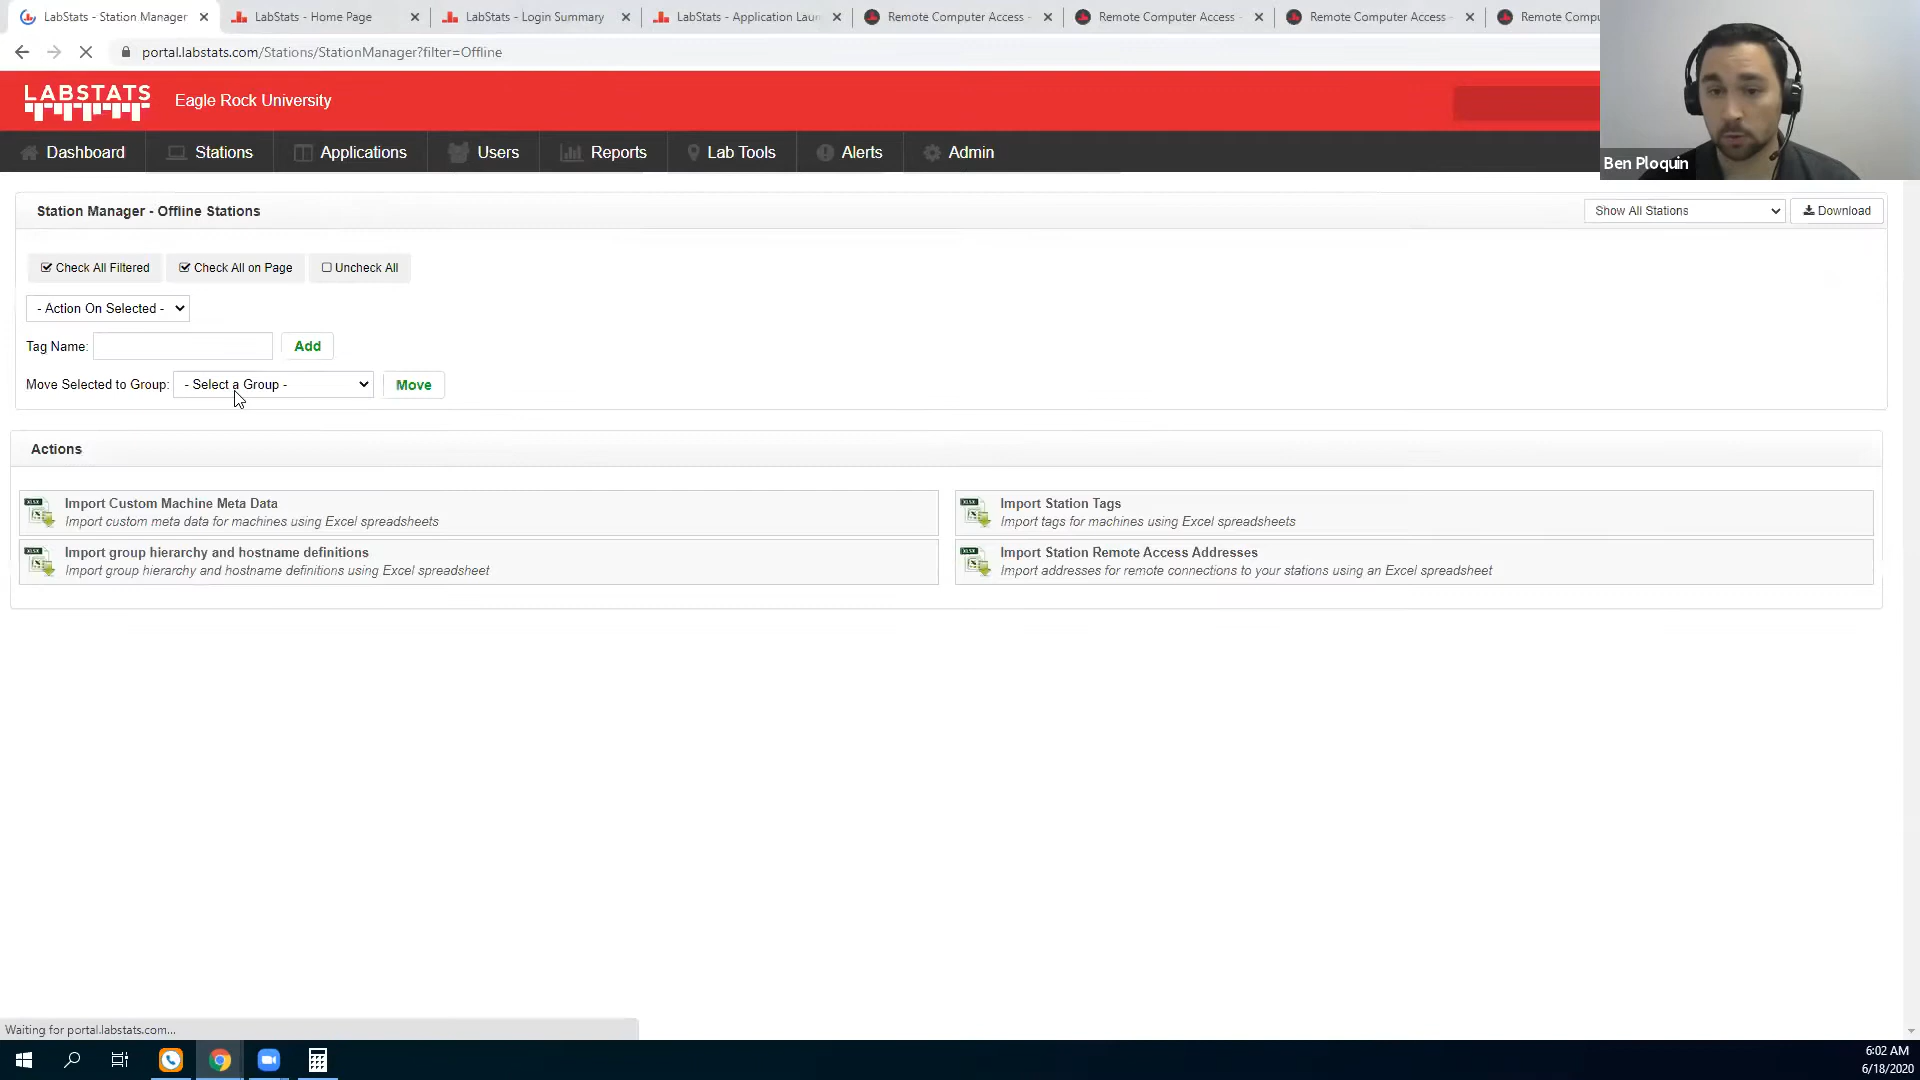 LabStats - Station Manager
LabStats - Home Page
LabStats - Login Summary
LabStats - Application Lau
Remote Computer Access -
Remote Computer Access -
Remote Computer Access -
Remote Compu
portal.labstats.com/Stations/StationManager?filter=Offline
LABSTATS
Eagle Rock University
Dashboard
Stations
Applications
Users
Reports
Lab Tools
Alerts
Admin
Ben Ploquin
Station Manager - Offline Stations
Show All Stations
Download
Check All Filtered
Check All on Page
Uncheck All
- Action On Selected -
Tag Name:
Add
Move Selected to Group:
- Select a Group -
Move
Actions
XLSX
Import Custom Machine Meta Data
Import custom meta data for machines using Excel spreadsheets
XLSX
Import Station Tags
Import tags for machines using Excel spreadsheets
XLSX
Import group hierarchy and hostname definitions
Import group hierarchy and hostname definitions using Excel spreadsheet
XLSX
Import Station Remote Access Addresses
Import addresses for remote connections to your stations using an Excel spreadsheet
Waiting for portal.labstats.com...
6:02 AM
6/18/2020